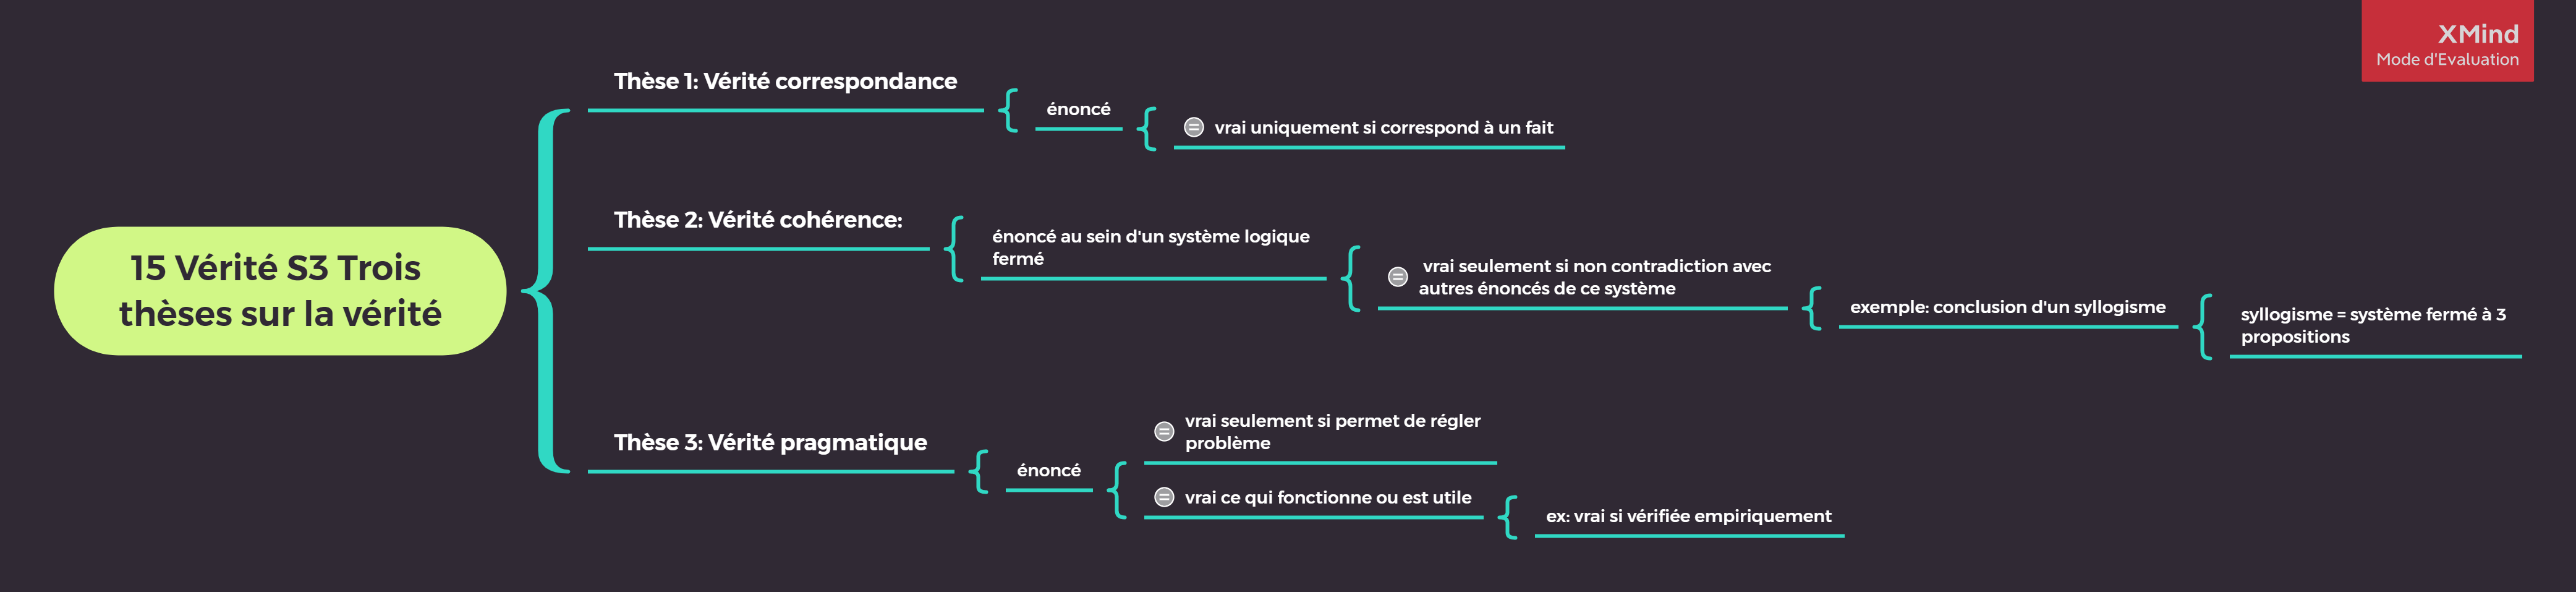 XMind
Mode d'Evaluation
15 Vérité S3 Trois
thèses sur la vérité
Thèse 1: Vérité correspondance
énoncé
= vrai uniquement si correspond à un fait
Thèse 2: Vérité cohérence:
énoncé au sein d'un système logique
fermé
= vrai seulement si non contradiction avec
autres énoncés de ce système
exemple: conclusion d'un syllogisme
syllogisme = système fermé à 3
propositions
Thèse 3: Vérité pragmatique
énoncé
= vrai seulement si permet de régler
problème
= vrai ce qui fonctionne ou est utile
ex: vrai si vérifiée empiriquement